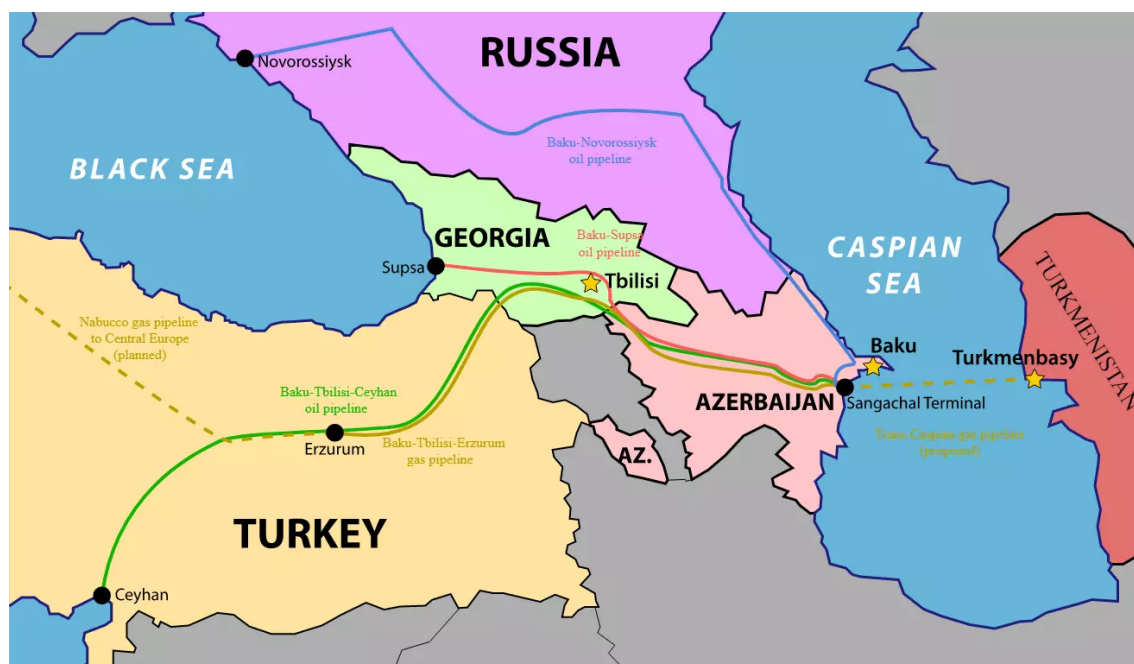 RUSSIA
Novorossiysk
Baku-Novorossiysk
oil pipeline
BLACK SEA
GEORGIA
Baku-Supsa
oil pipeline
CASPIAN
SEA
TURKMENISTAN
Supsa
Tbilisi
Nabucco gas pipeline
to Central Europe
(planned)
Baku
Turkmenbasy
Baku-Tbilisi-Ceyhan
oil pipeline
AZERBAIJAN
Sangachal Terminal
Trans-Caspian gas pipeline
(proposed)
Erzurum
Baku-Tbilisi-Erzurum
gas pipeline
AZ.
TURKEY
Ceyhan